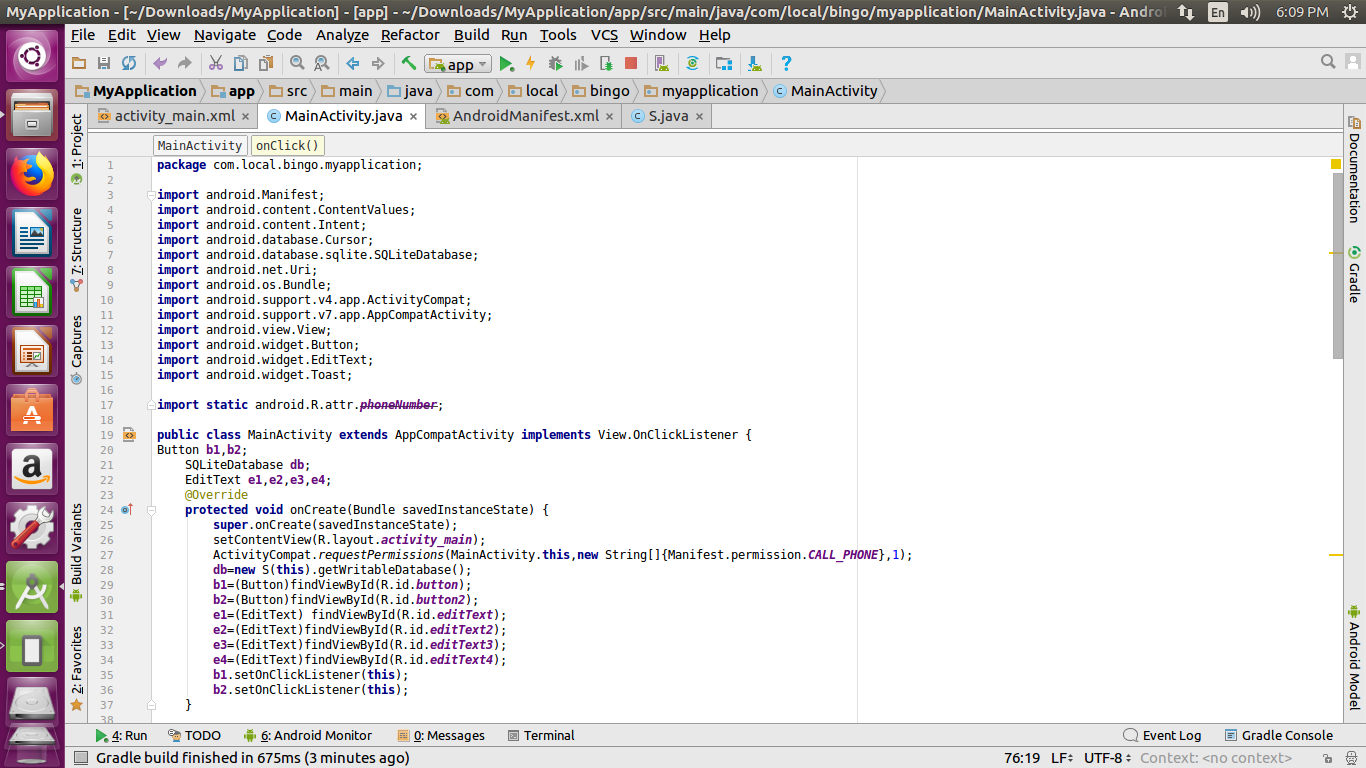 MyApplication - [~/Downloads/MyApplication] - [app] - ~/Downloads/MyApplication/app/src/main/java/com/local/bingo/myapplication/MainActivity.java - Andro
En
6:09 PM
File Edit View Navigate Code Analyze Refactor Build Run Tools VCS Window Help
app
MyApplication app src main java com local bingo myapplication MainActivity
activity_main.xml MainActivity.java AndroidManifest.xml S.java
MainActivity onClick()
1: Project
7: Structure
Captures
Build Variants
2: Favorites
1 package com.local.bingo.myapplication;
2
3 import android.Manifest;
4 import android.content.ContentValues;
5 import android.content.Intent;
6 import android.database.Cursor;
7 import android.database.sqlite.SQLiteDatabase;
8 import android.net.Uri;
9 import android.os.Bundle;
10 import android.support.v4.app.ActivityCompat;
11 import android.support.v7.app.AppCompatActivity;
12 import android.view.View;
13 import android.widget.Button;
14 import android.widget.EditText;
15 import android.widget.Toast;
16
17 import static android.R.attr.phoneNumber;
18
19 public class MainActivity extends AppCompatActivity implements View.OnClickListener {
20 Button b1,b2;
21 SQLiteDatabase db;
22 EditText e1,e2,e3,e4;
23 @Override
24 protected void onCreate(Bundle savedInstanceState) {
25 super.onCreate(savedInstanceState);
26 setContentView(R.layout.activity_main);
27 ActivityCompat.requestPermissions(MainActivity.this,new String[]{Manifest.permission.CALL_PHONE},1);
28 db=new S(this).getWritableDatabase();
29 b1=(Button)findViewById(R.id.button);
30 b2=(Button)findViewById(R.id.button2);
31 e1=(EditText) findViewById(R.id.editText);
32 e2=(EditText)findViewById(R.id.editText2);
33 e3=(EditText)findViewById(R.id.editText3);
34 e4=(EditText)findViewById(R.id.editText4);
35 b1.setOnClickListener(this);
36 b2.setOnClickListener(this);
37 }
38
Documentation
Gradle
Android Model
4: Run TODO 6: Android Monitor 0: Messages Terminal Event Log Gradle Console
Gradle build finished in 675ms (3 minutes ago) 76:19 LF UTF-8 Context: <no context>